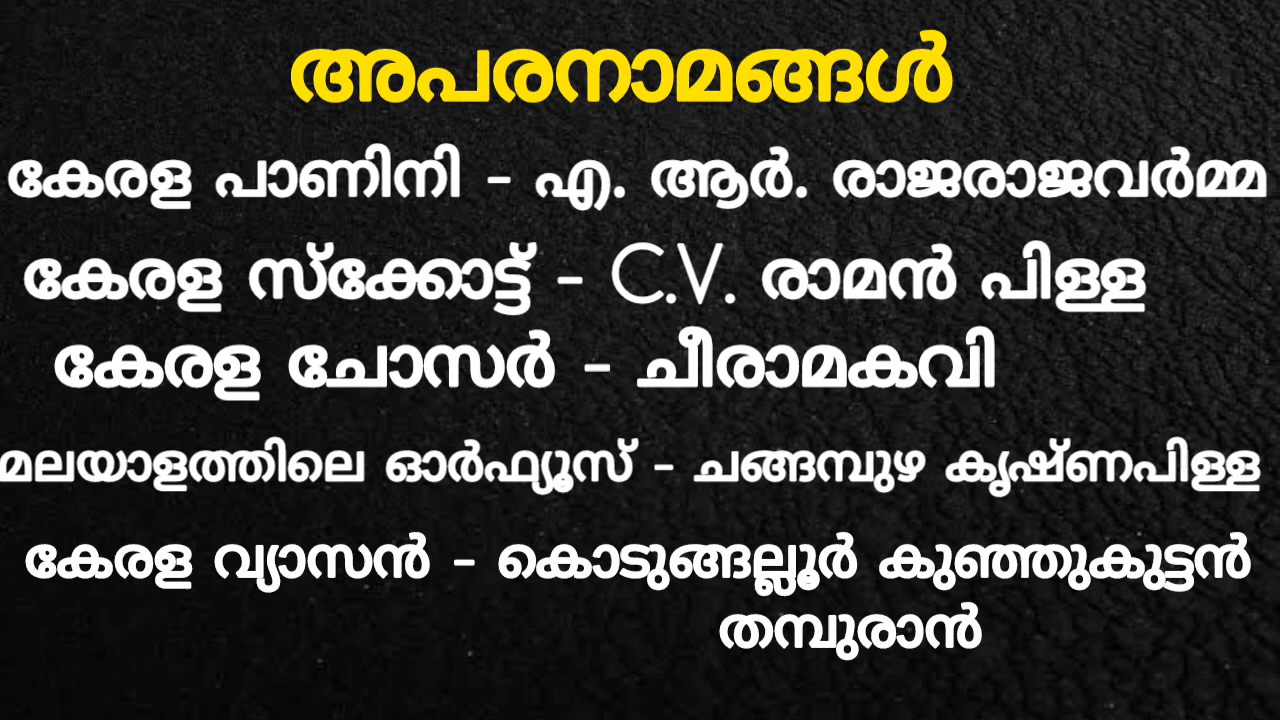 അപരനാമങ്ങൾ
കേരള പാണിനി - എ. ആർ. രാജരാജവർമ്മ
കേരള സ്ക്കോട്ട് - C.V. രാമൻ പിള്ള
കേരള ചോസർ - ചീരാമകവി
മലയാളത്തിലെ ഓർഫ്യൂസ് - ചങ്ങമ്പുഴ കൃഷ്ണപിള്ള
കേരള വ്യാസൻ - കൊടുങ്ങല്ലൂർ കുഞ്ഞുകുട്ടൻ
തമ്പുരാൻ